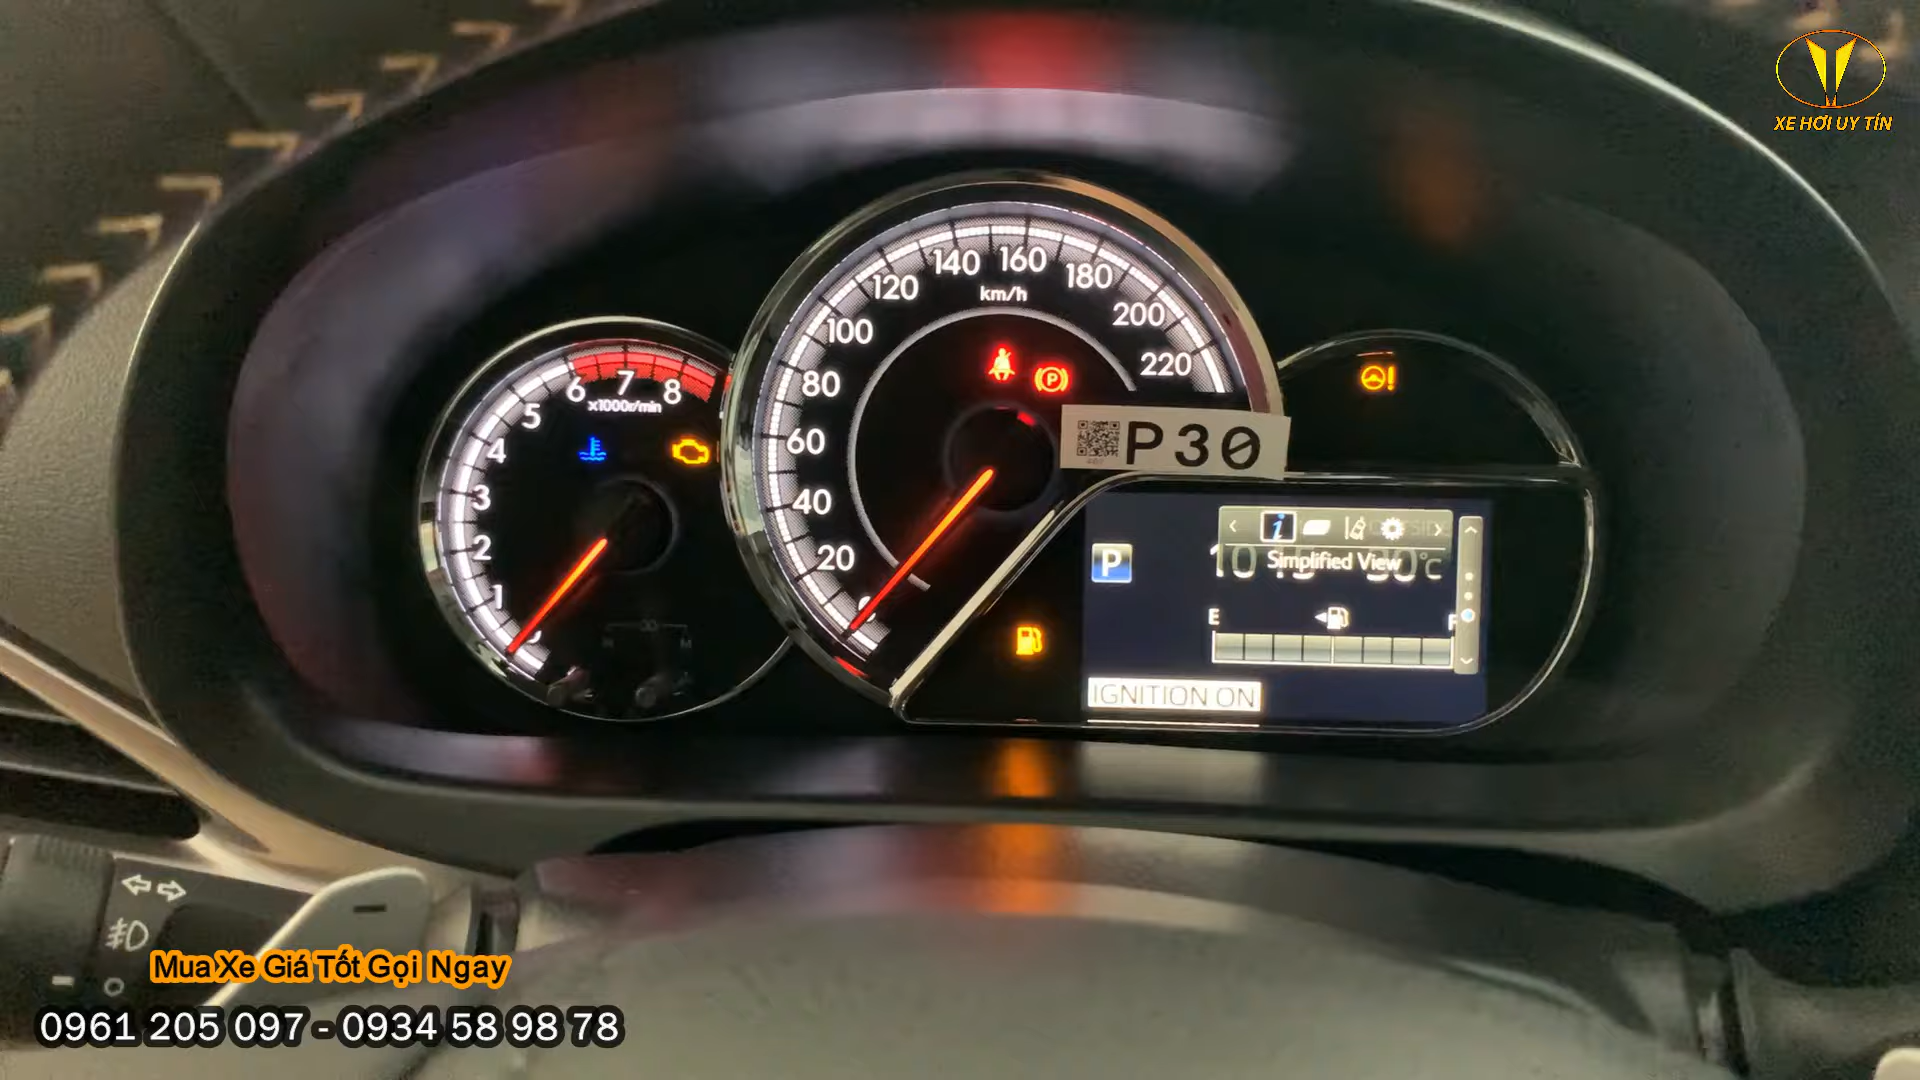 XE HƠI UY TÍN
140 160
120 180
km/h
100 200
80 220
60
40
20
6 7 8
x1000r/min
5
4
3
2
1
P
P30
P
Simplified View
°C
E F
IGNITION ON
Mua Xe Giá Tốt Gọi Ngay
0961 205 097 - 0934 58 98 78